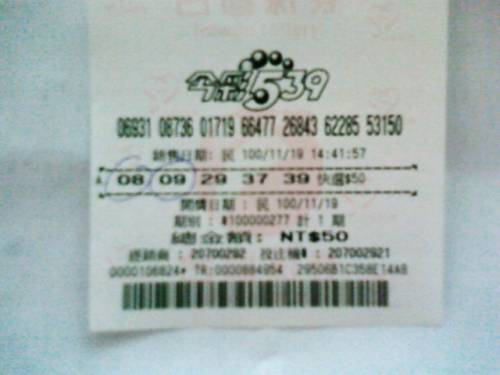 今彩539
06931 08736 01719 66477 26843 62285 53150
銷售日期: 民 100/11/19 14:41:57
A 08 09 29 37 39 快選$50
開獎日期: 民 100/11/19
期別: #100000277 計 1 期
總金額: NT$50
經銷商: 20700292 投注機#: 207002921
0000106824# TR:0000884954 29506B1C358E14AB